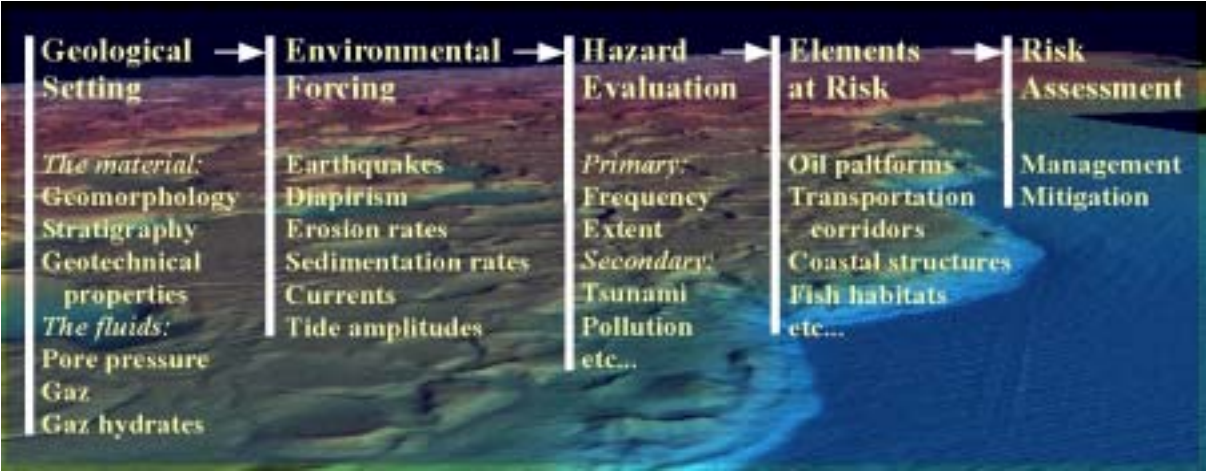 Geological
Setting
The material:
Geomorphology
Stratigraphy
Geotechnical
properties
The fluids:
Pore pressure
Gaz
Gaz hydrates
Environmental
Forcing
Earthquakes
Diapirism
Erosion rates
Sedimentation rates
Currents
Tide amplitudes
Hazard
Evaluation
Primary:
Frequency
Extent
Secondary:
Tsunami
Pollution
etc...
Elements
at Risk
Oil paltforms
Transportation
corridors
Coastal structures
Fish habitats
etc...
Risk
Assessment
Management
Mitigation